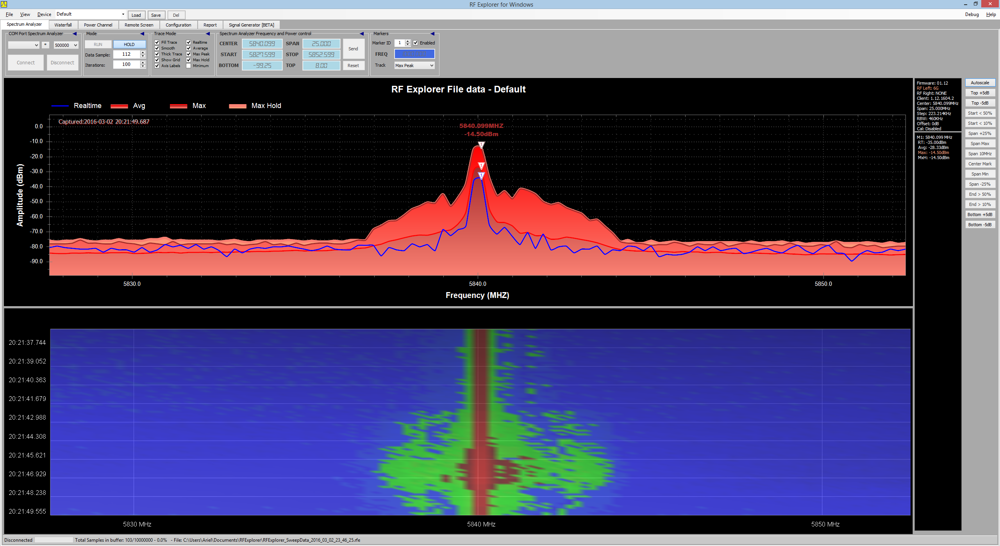 RF Explorer for Windows
File View Device Default Load Save Del Debug Help
Spectrum Analyzer Waterfall Power Channel Remote Screen Configuration Report Signal Generator [BETA]
COM Port Spectrum Analyzer
* 500000
Connect Disconnect
Mode
RUN HOLD
Data Sample: 112
Iterations: 100
Trace Mode
Fill Trace Realtime
Smooth Average
Thick Trace Max Peak
Show Grid Max Hold
Axis Labels Minimum
Spectrum Analyzer Frequency and Power control
CENTER 5840.099 SPAN 25.000
START 5827.599 STOP 5852.599
BOTTOM -99.25 TOP 8.00
Send
Reset
Markers
Marker ID 1 Enabled
FREQ
Track Max Peak
RF Explorer File data - Default
Realtime Avg Max Max Hold
Captured:2016-03-02 20:21:49.687
5840.099MHZ
-14.50dBm
1
1
1
Amplitude (dBm)
0.0
-10.0
-20.0
-30.0
-40.0
-50.0
-60.0
-70.0
-80.0
-90.0
5830.0 5840.0 5850.0
Frequency (MHZ)
Firmware: 01.12
RF Left: 6G
RF Right: NONE
Client: 1.12.1604.2
Center: 5840.099MHz
Span: 25.000MHz
Step: 223.214KHz
RBW: 460KHz
Offset: 0dB
Cal: Disabled
M1: 5840.099 MHz
RT: -35.00dBm
Avg: -28.33dBm
Max: -14.50dBm
MxH: -14.50dBm
Autoscale
Top +5dB
Top -5dB
Start < 50%
Start < 10%
Span +25%
Span Max
Span 10MHz
Center Mark
Span Min
Span -25%
End > 50%
End > 10%
Bottom +5dB
Bottom -5dB
20:21:37.744
20:21:39.052
20:21:40.363
20:21:41.679
20:21:42.988
20:21:44.308
20:21:45.621
20:21:46.929
20:21:48.238
20:21:49.555
5830 MHz 5840 MHz 5850 MHz
Disconnected Total Samples in buffer: 103/10000000 - 0.0% - File: C:\Users\Ariel\Documents\RFExplorer\RFExplorer_SweepData_2016_03_02_23_46_25.rfe